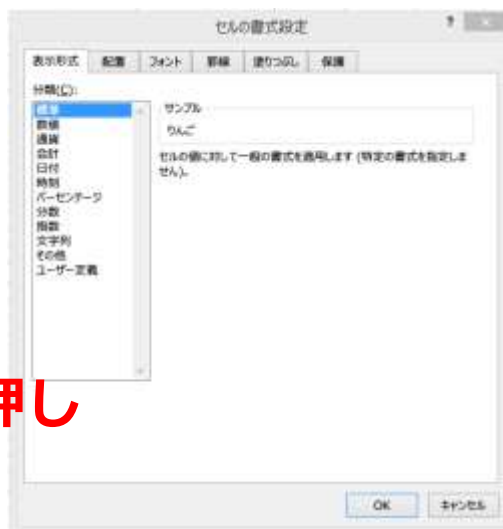 セルの書式設定
?
表示形式 配置 フォント 罫線 塗りつぶし 保護
分類(C):
標準
数値
通貨
会計
日付
時刻
パーセンテージ
分数
指数
文字列
その他
ユーザー定義
サンプル
りんご
セルの値に対して一般の書式を適用します (特定の書式を指定しま
せん)。
押し
OK キャンセル